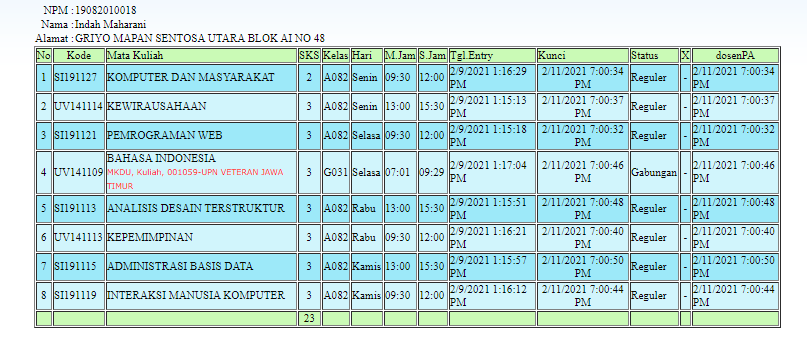 NPM : 19082010018
Nama : Indah Maharani
Alamat : GRIYO MAPAN SENTOSA UTARA BLOK AI NO 48
No Kode Mata Kuliah SKS Kelas Hari M.Jam S.Jam Tgl.Entry Kunci Status X dosenPA
1 SI191127 KOMPUTER DAN MASYARAKAT 2 A082 Senin 09:30 12:00 2/9/2021 1:16:29 PM 2/11/2021 7:00:34 PM Reguler - 2/11/2021 7:00:34 PM
2 UV141114 KEWIRAUSAHAAN 3 A082 Senin 13:00 15:30 2/9/2021 1:15:13 PM 2/11/2021 7:00:37 PM Reguler - 2/11/2021 7:00:37 PM
3 SI191121 PEMROGRAMAN WEB 3 A082 Selasa 09:30 12:00 2/9/2021 1:15:18 PM 2/11/2021 7:00:32 PM Reguler - 2/11/2021 7:00:32 PM
4 UV141109 BAHASA INDONESIA MKDU, Kuliah, 001059-UPN VETERAN JAWA TIMUR 3 G031 Selasa 07:01 09:29 2/9/2021 1:17:04 PM 2/11/2021 7:00:46 PM Gabungan - 2/11/2021 7:00:46 PM
5 SI191113 ANALISIS DESAIN TERSTRUKTUR 3 A082 Rabu 13:00 15:30 2/9/2021 1:15:51 PM 2/11/2021 7:00:48 PM Reguler - 2/11/2021 7:00:48 PM
6 UV141113 KEPEMIMPINAN 3 A082 Rabu 09:30 12:00 2/9/2021 1:16:21 PM 2/11/2021 7:00:40 PM Reguler - 2/11/2021 7:00:40 PM
7 SI191115 ADMINISTRASI BASIS DATA 3 A082 Kamis 13:00 15:30 2/9/2021 1:15:57 PM 2/11/2021 7:00:50 PM Reguler - 2/11/2021 7:00:50 PM
8 SI191119 INTERAKSI MANUSIA KOMPUTER 3 A082 Kamis 09:30 12:00 2/9/2021 1:16:12 PM 2/11/2021 7:00:44 PM Reguler - 2/11/2021 7:00:44 PM
23